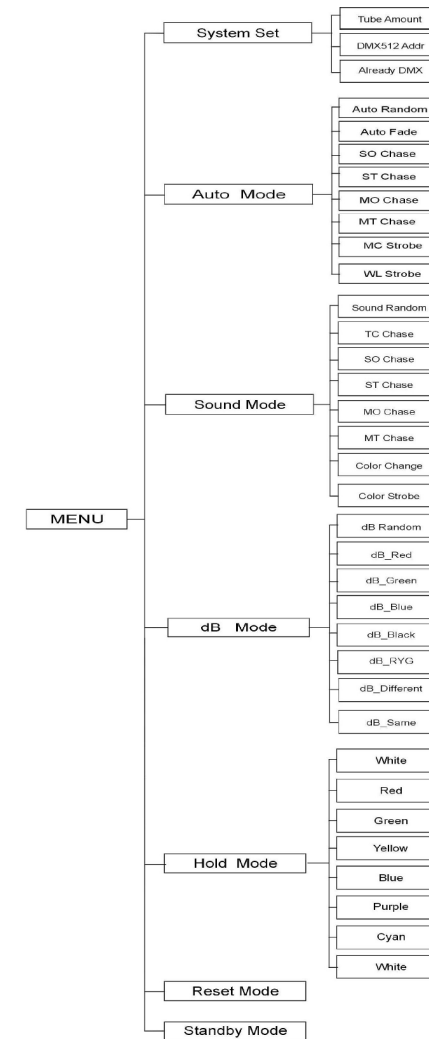 MENU
System Set
Tube Amount
DMX512 Addr
Already DMX
Auto Mode
Auto Random
Auto Fade
SO Chase
ST Chase
MO Chase
MT Chase
MC Strobe
WL Strobe
Sound Mode
Sound Random
TC Chase
SO Chase
ST Chase
MO Chase
MT Chase
Color Change
Color Strobe
dB Mode
dB Random
dB_Red
dB_Green
dB_Blue
dB_Black
dB_RYG
dB_Different
dB_Same
Hold Mode
White
Red
Green
Yellow
Blue
Purple
Cyan
White
Reset Mode
Standby Mode